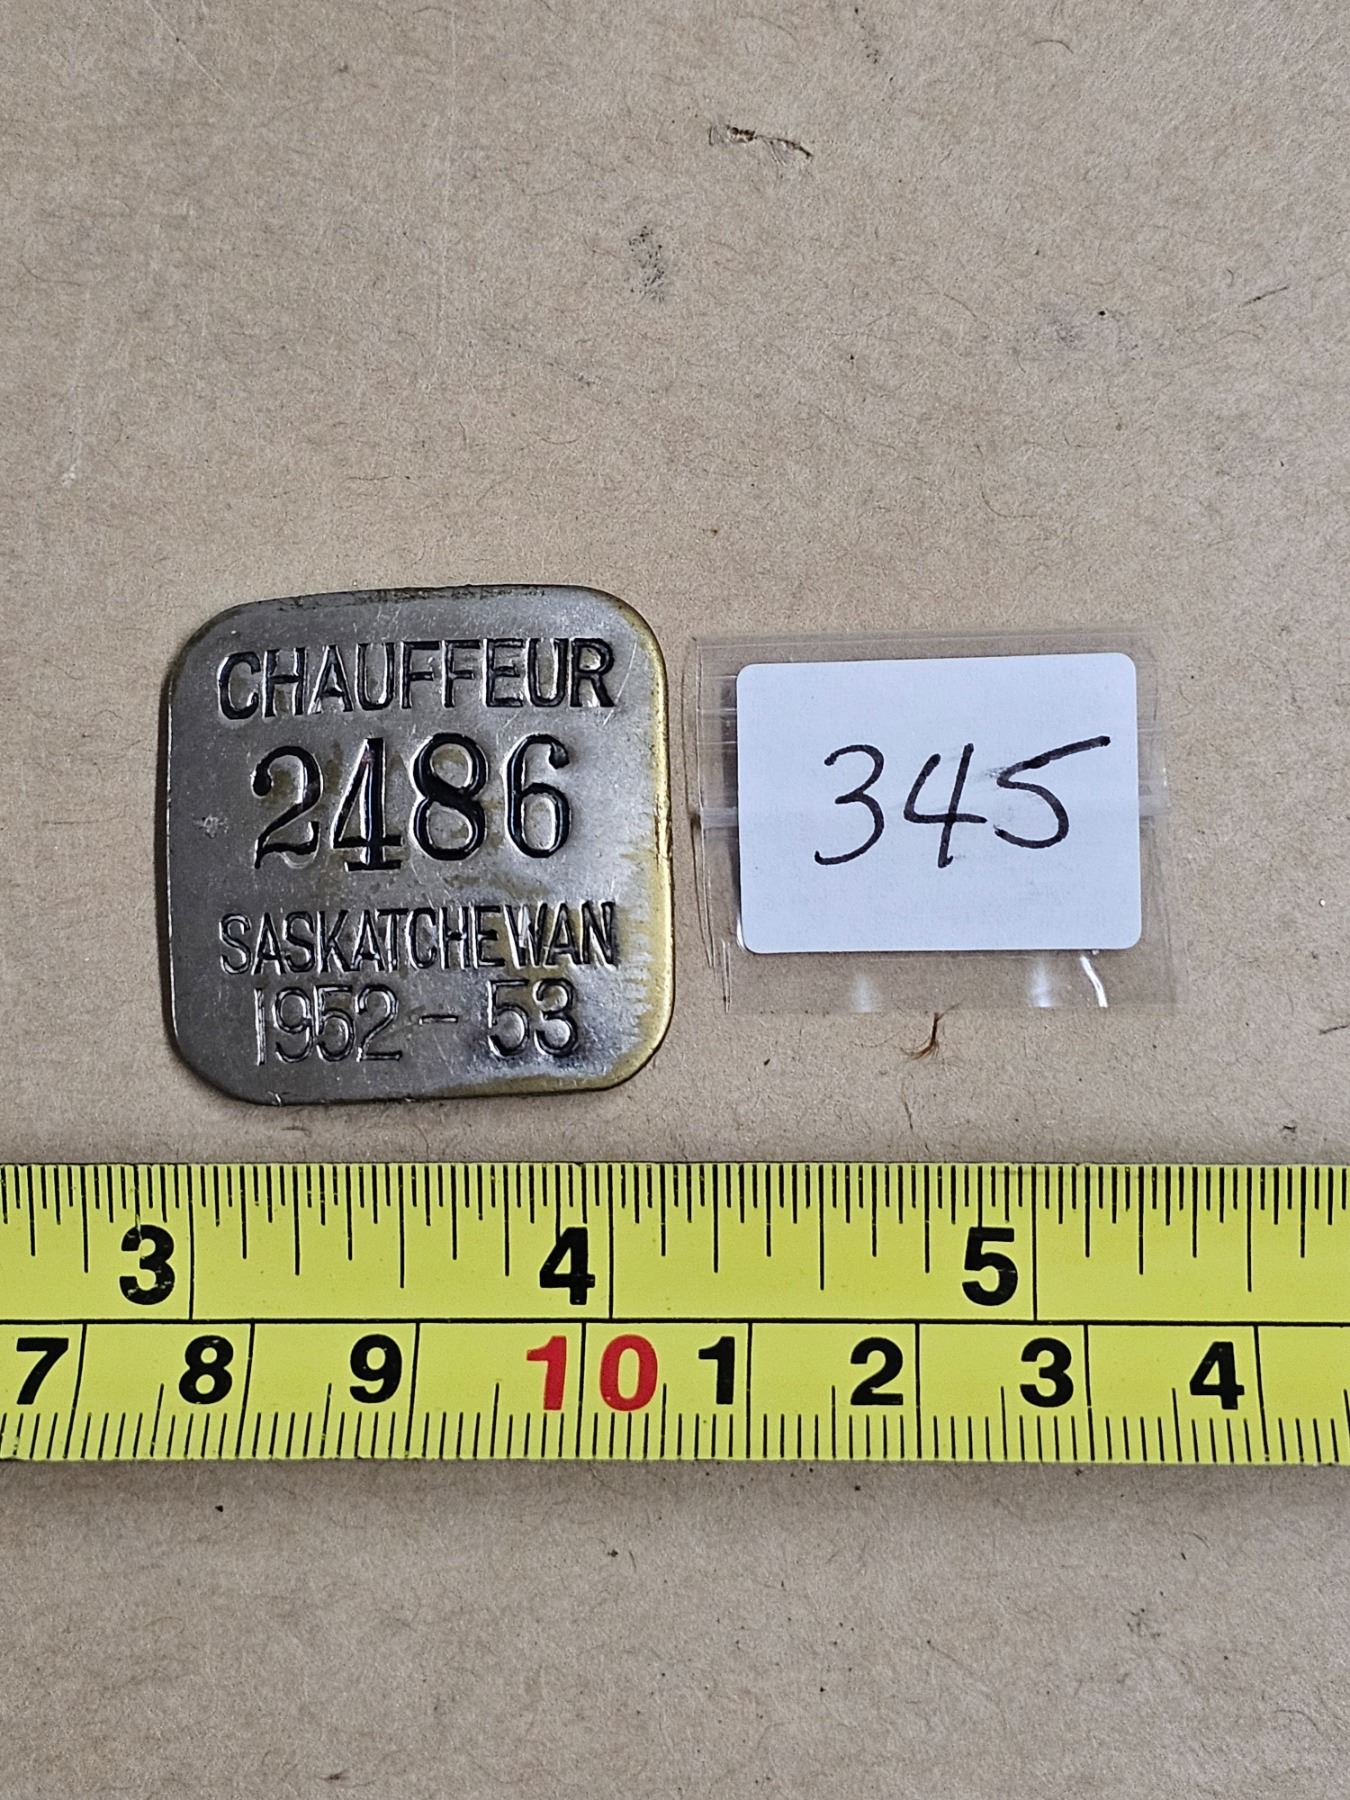 CHAUFFEUR
2486
SASKATCHEWAN
1952 - 53
345
3 4 5
7 8 9 10 1 2 3 4